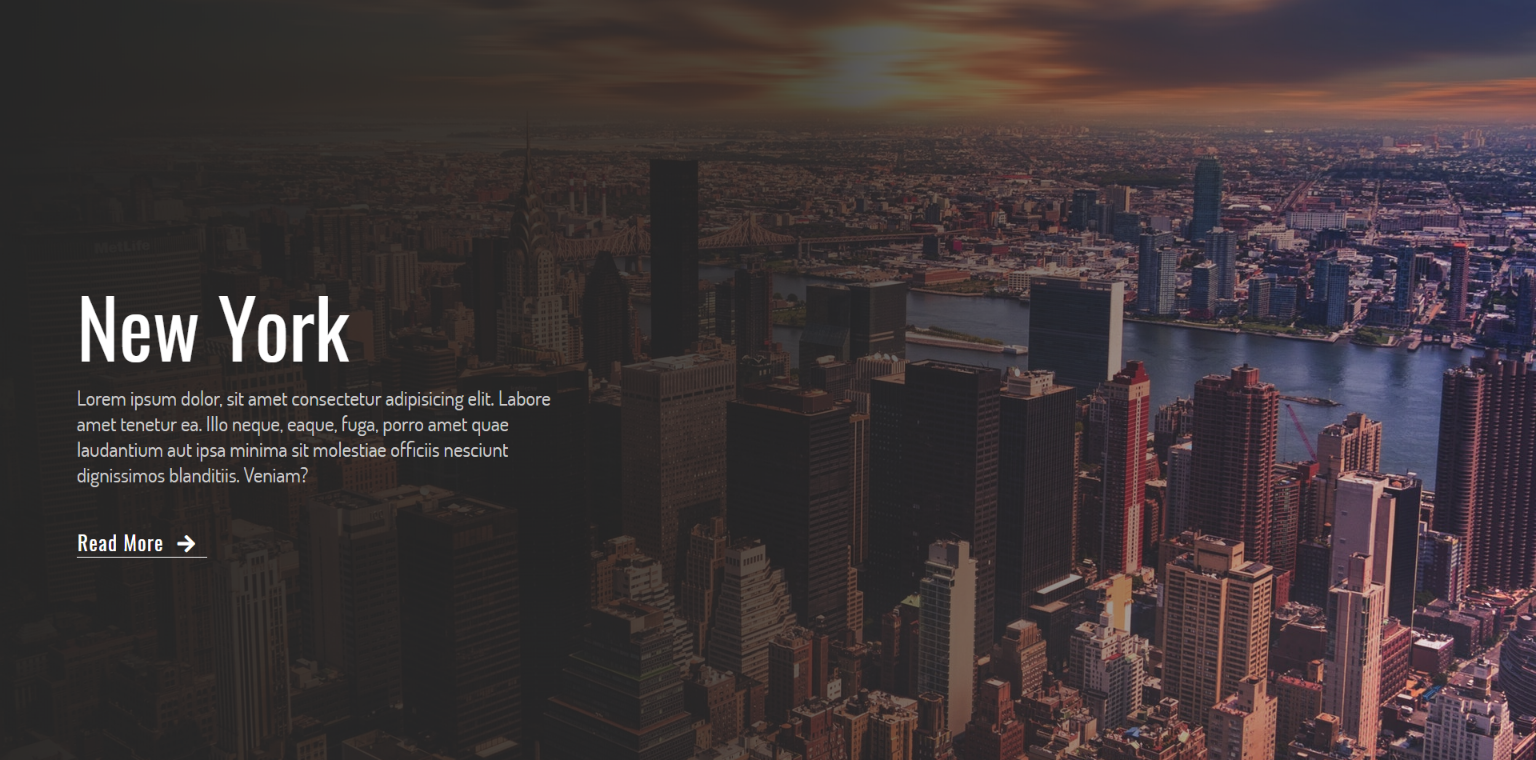 MetLife
New York
Lorem ipsum dolor, sit amet consectetur adipisicing elit. Labore
amet tenetur ea. Illo neque, eaque, fuga, porro amet quae
laudantium aut ipsa minima sit molestiae officiis nesciunt
dignissimos blanditiis. Veniam?
Read More